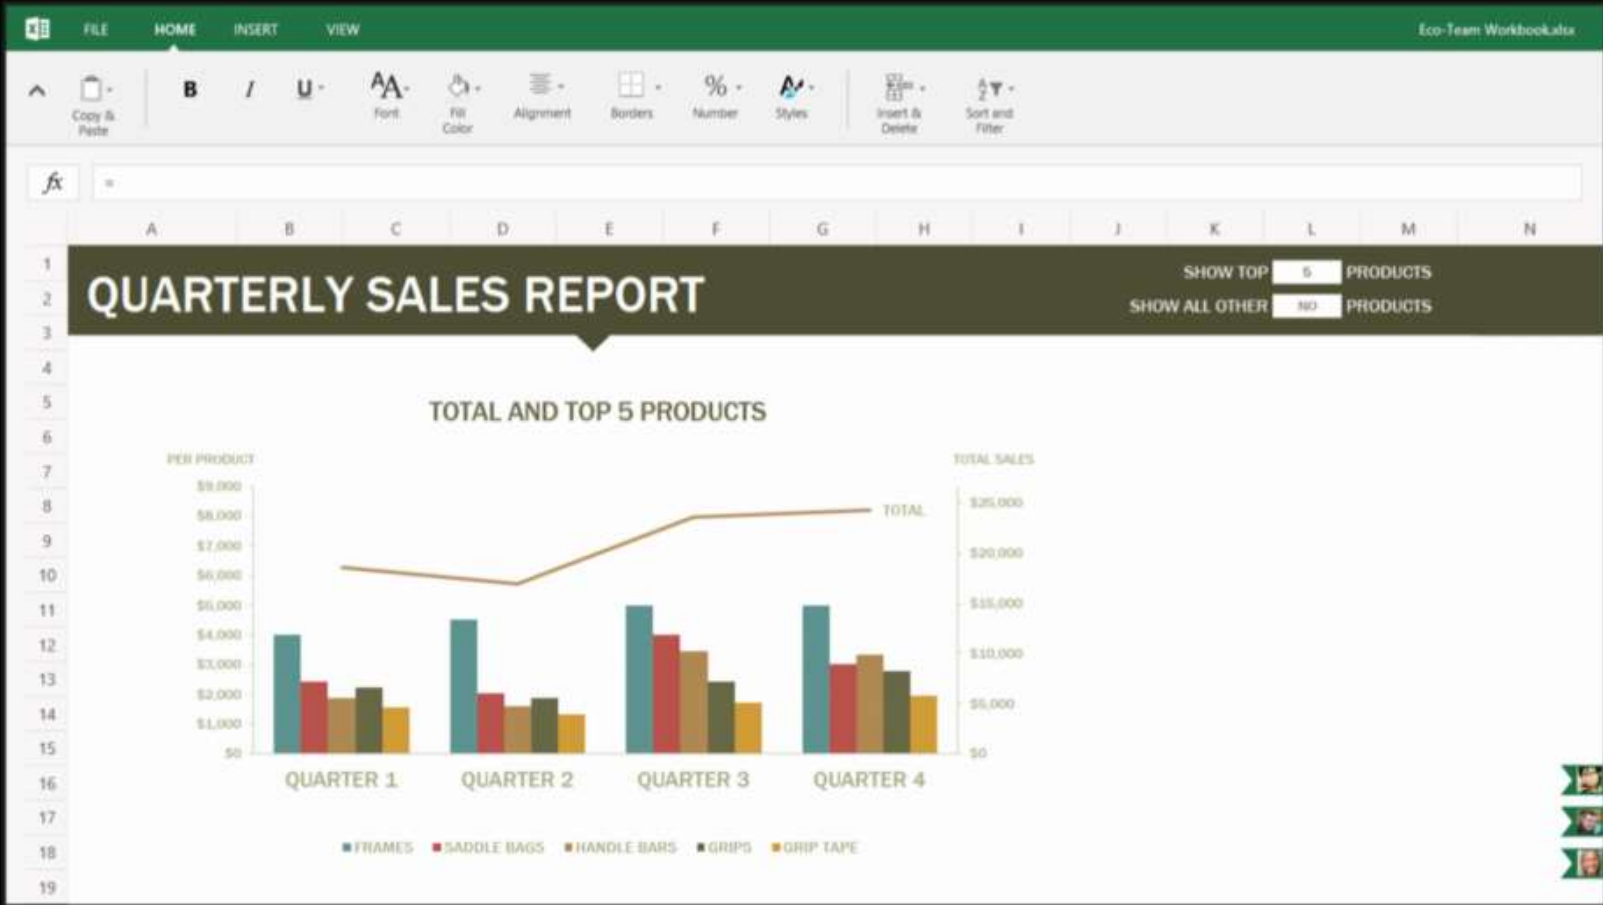 FILE HOME INSERT VIEW Eco-Team Workbook.xlsx
B I U AA % A
Copy & Paste Font Fill Color Alignment Borders Number Styles Insert & Delete Sort and Filter
fx =
A B C D E F G H I J K L M N
1
2
3
4
5
6
7
8
9
10
11
12
13
14
15
16
17
18
19
QUARTERLY SALES REPORT
SHOW TOP 5 PRODUCTS
SHOW ALL OTHER NO PRODUCTS
TOTAL AND TOP 5 PRODUCTS
PER PRODUCT
$9,000
$8,000
$7,000
$6,000
$5,000
$4,000
$3,000
$2,000
$1,000
$0
TOTAL
TOTAL SALES
$25,000
$20,000
$15,000
$10,000
$5,000
$0
QUARTER 1 QUARTER 2 QUARTER 3 QUARTER 4
FRAMES SADDLE BAGS HANDLE BARS GRIPS GRIP TAPE